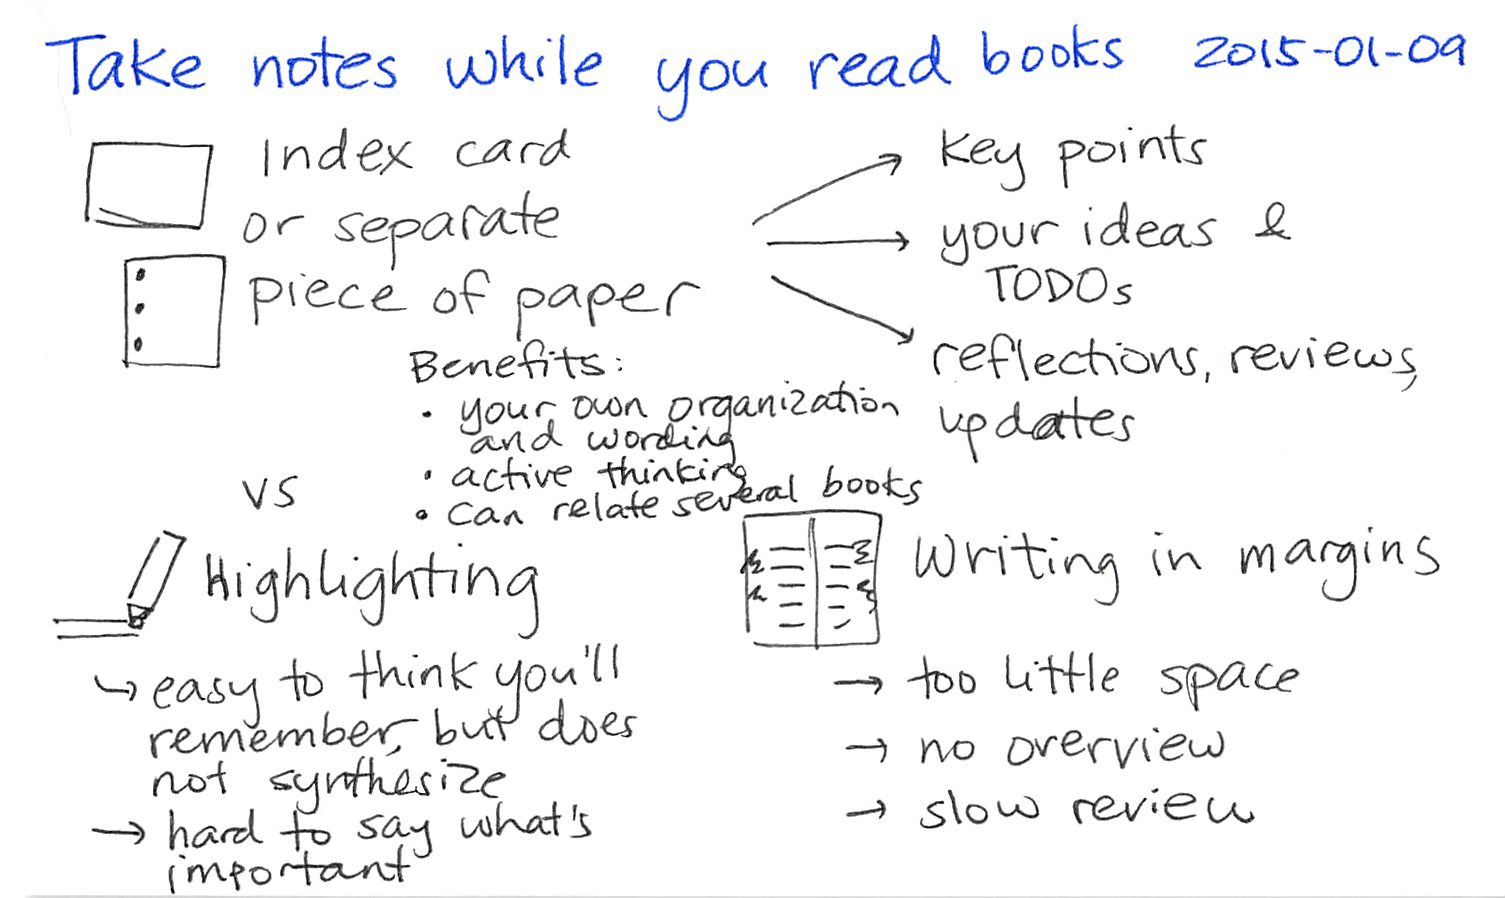 Take notes while you read books 2015-01-09
Index card
or separate
piece of paper
Key points
your ideas &
TODOs
reflections, reviews,
updates
Benefits:
• your own organization
and wording
• active thinking
• can relate several books
vs
Highlighting
↳ easy to think you'll
remember, but does
not synthesize
→ hard to say what's
important
Writing in margins
→ too little space
→ no overview
→ slow review